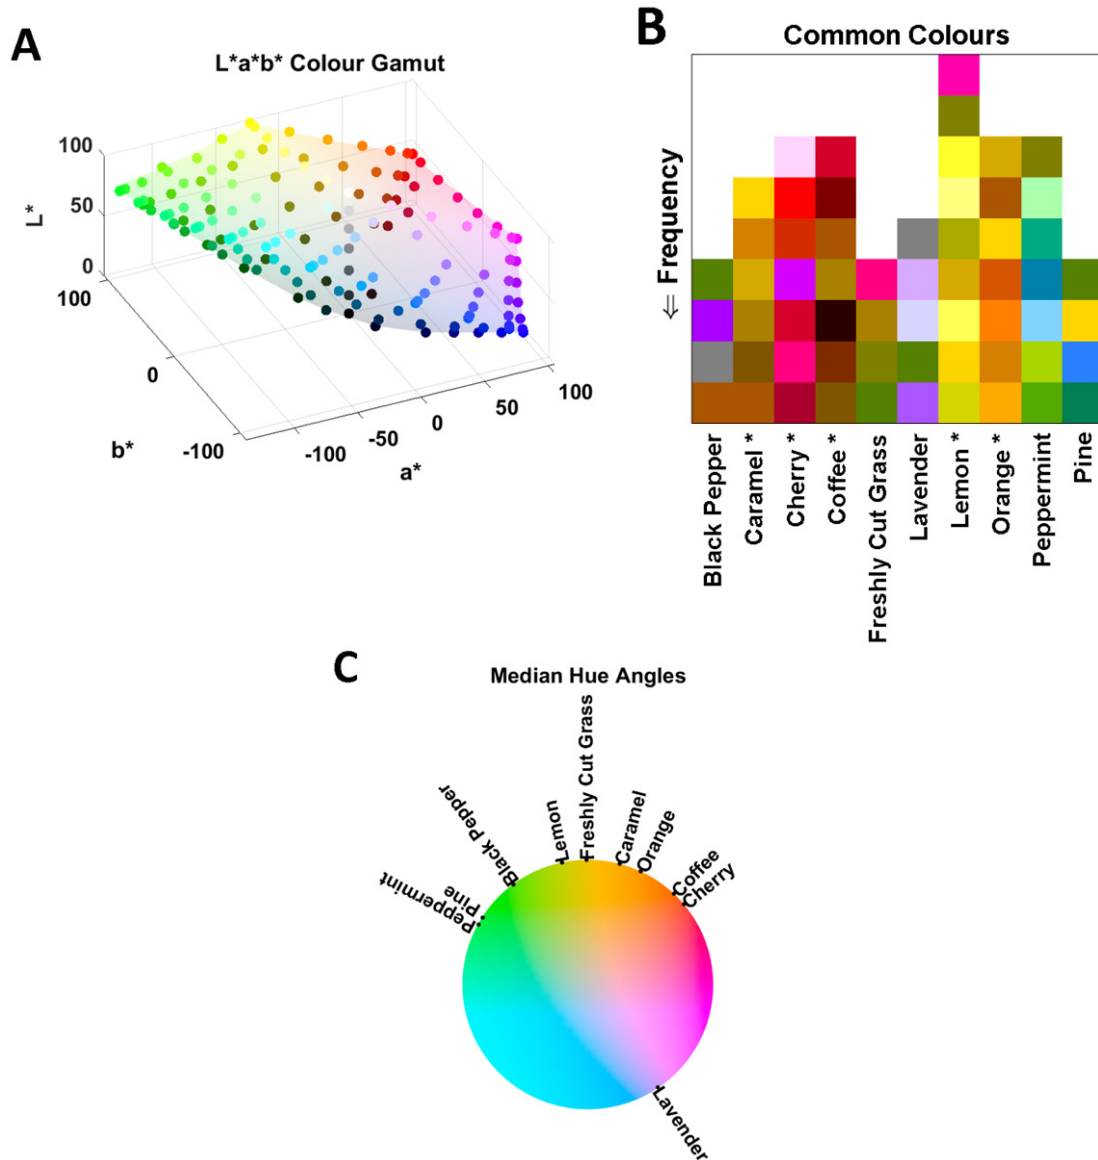 A
L*a*b* Colour Gamut
100
50
0
L*
100
0
-100
b*
-100
-50
0
50
100
a*
B
Common Colours
⇐ Frequency
Black Pepper
Caramel *
Cherry *
Coffee *
Freshly Cut Grass
Lavender
Lemon *
Orange *
Peppermint
Pine
C
Median Hue Angles
Peppermint
Pine
Black Pepper
Lemon
Freshly Cut Grass
Caramel
Orange
Coffee
Cherry
Lavender